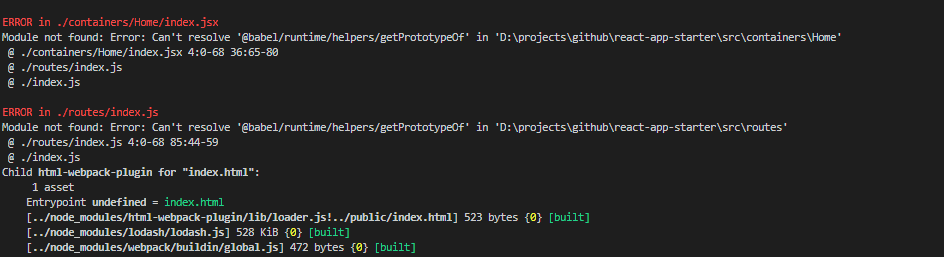 ERROR in ./containers/Home/index.jsx
Module not found: Error: Can't resolve '@babel/runtime/helpers/getPrototypeOf' in 'D:\projects\github\react-app-starter\src\containers\Home'
 @ ./containers/Home/index.jsx 4:0-68 36:65-80
 @ ./routes/index.js
 @ ./index.js
ERROR in ./routes/index.js
Module not found: Error: Can't resolve '@babel/runtime/helpers/getPrototypeOf' in 'D:\projects\github\react-app-starter\src\routes'
 @ ./routes/index.js 4:0-68 85:44-59
 @ ./index.js
Child html-webpack-plugin for "index.html":
     1 asset
    Entrypoint undefined = index.html
    [../node_modules/html-webpack-plugin/lib/loader.js!../public/index.html] 523 bytes {0} [built]
    [../node_modules/lodash/lodash.js] 528 KiB {0} [built]
    [../node_modules/webpack/buildin/global.js] 472 bytes {0} [built]